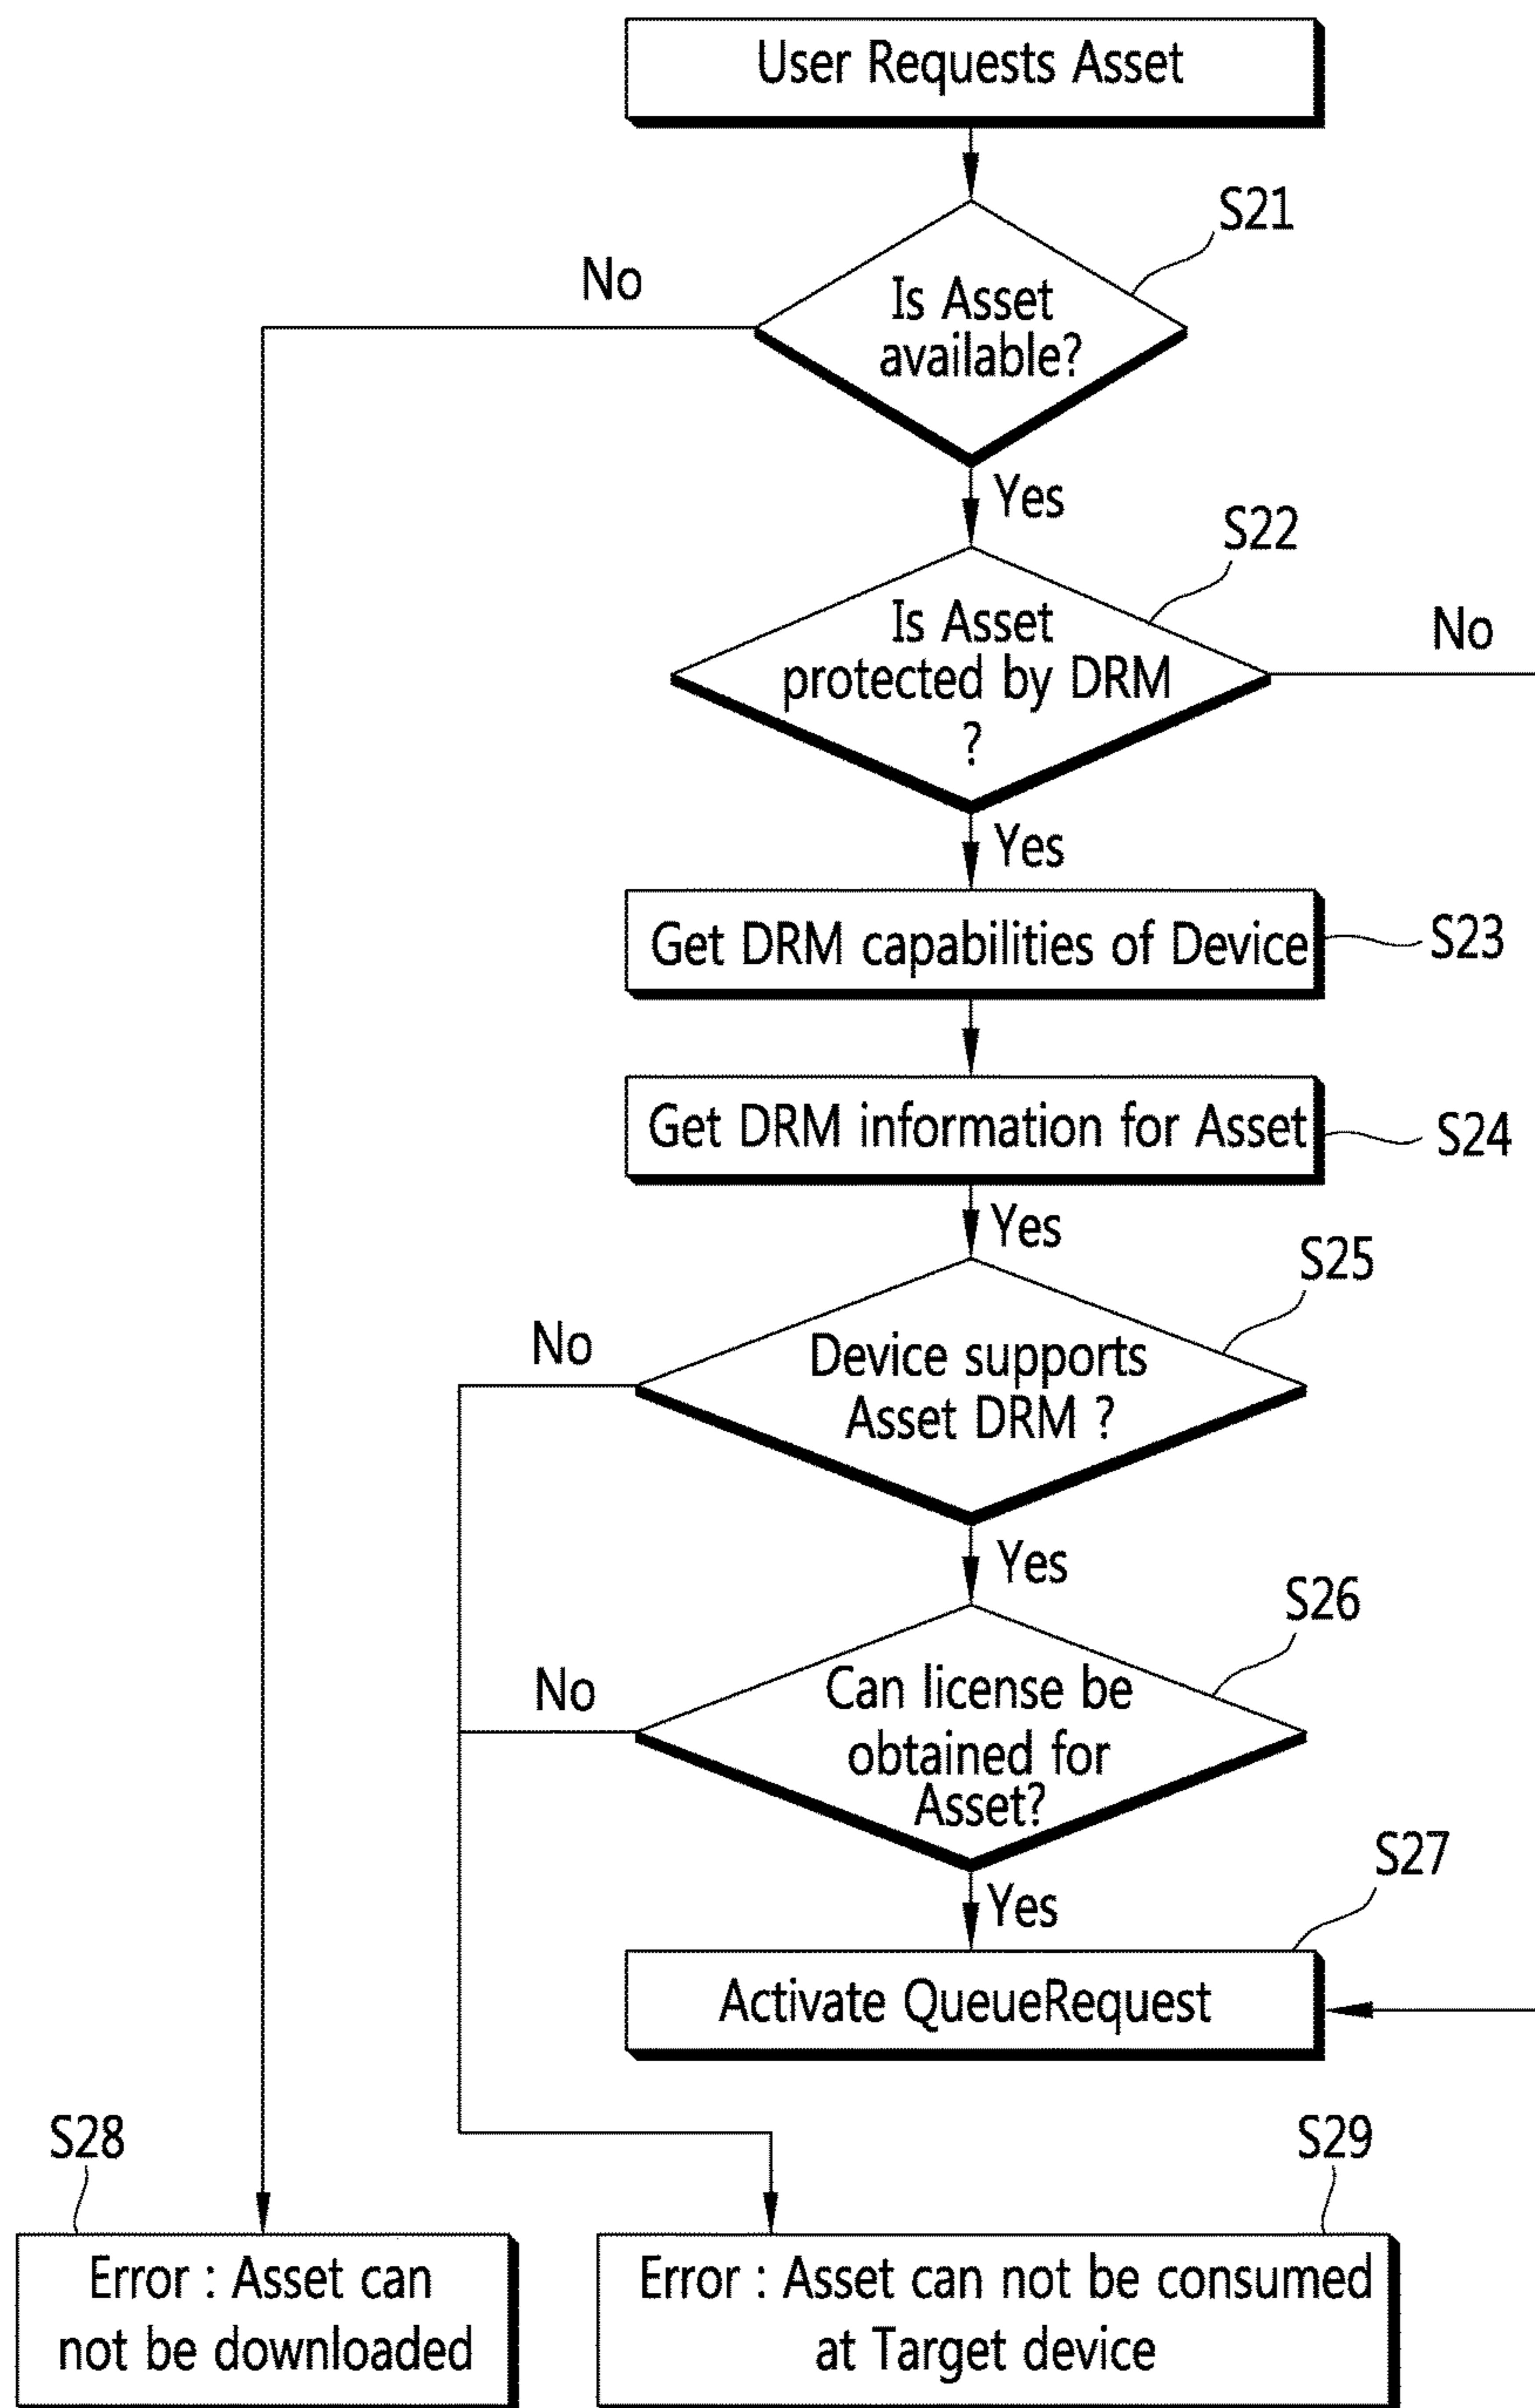 User Requests Asset
S21
No
Is Asset
available?
Yes
S22
Is Asset
protected by DRM
?
No
Yes
Get DRM capabilities of Device
S23
Get DRM information for Asset
S24
Yes
S25
No
Device supports
Asset DRM ?
Yes
S26
No
Can license be
obtained for
Asset?
Yes
S27
Activate QueueRequest
S28
S29
Error : Asset can
not be downloaded
Error : Asset can not be consumed
at Target device